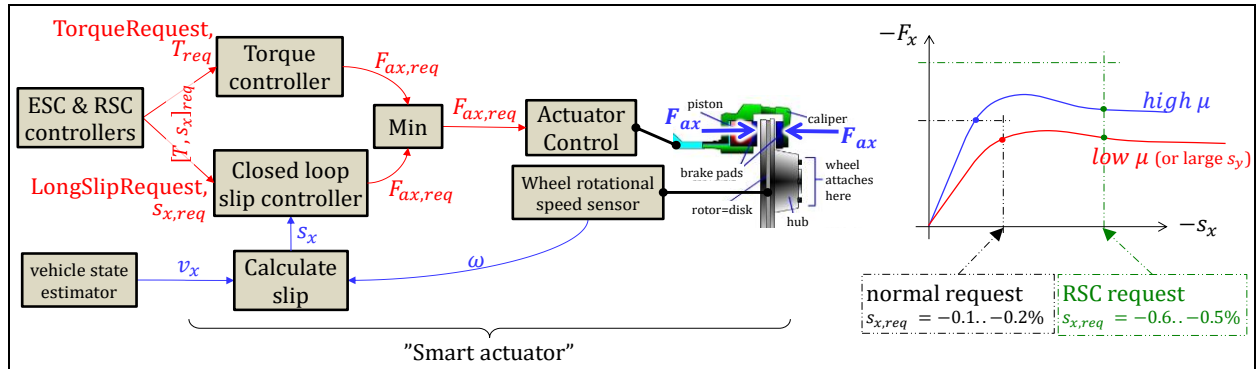 TorqueRequest,
T_req
Torque
controller
F_ax,req
ESC & RSC
controllers
[T, s_x]_req
Min
F_ax,req
Actuator
Control
LongSlipRequest,
s_x,req
Closed loop
slip controller
F_ax,req
Wheel rotational
speed sensor
s_x
vehicle state
estimator
v_x
Calculate
slip
ω
"Smart actuator"
piston
caliper
F_ax
F_ax
brake pads
wheel
attaches
here
rotor=disk
hub
−F_x
high μ
low μ (or large s_y)
−s_x
normal request
s_x,req = −0.1.. −0.2%
RSC request
s_x,req = −0.6.. −0.5%